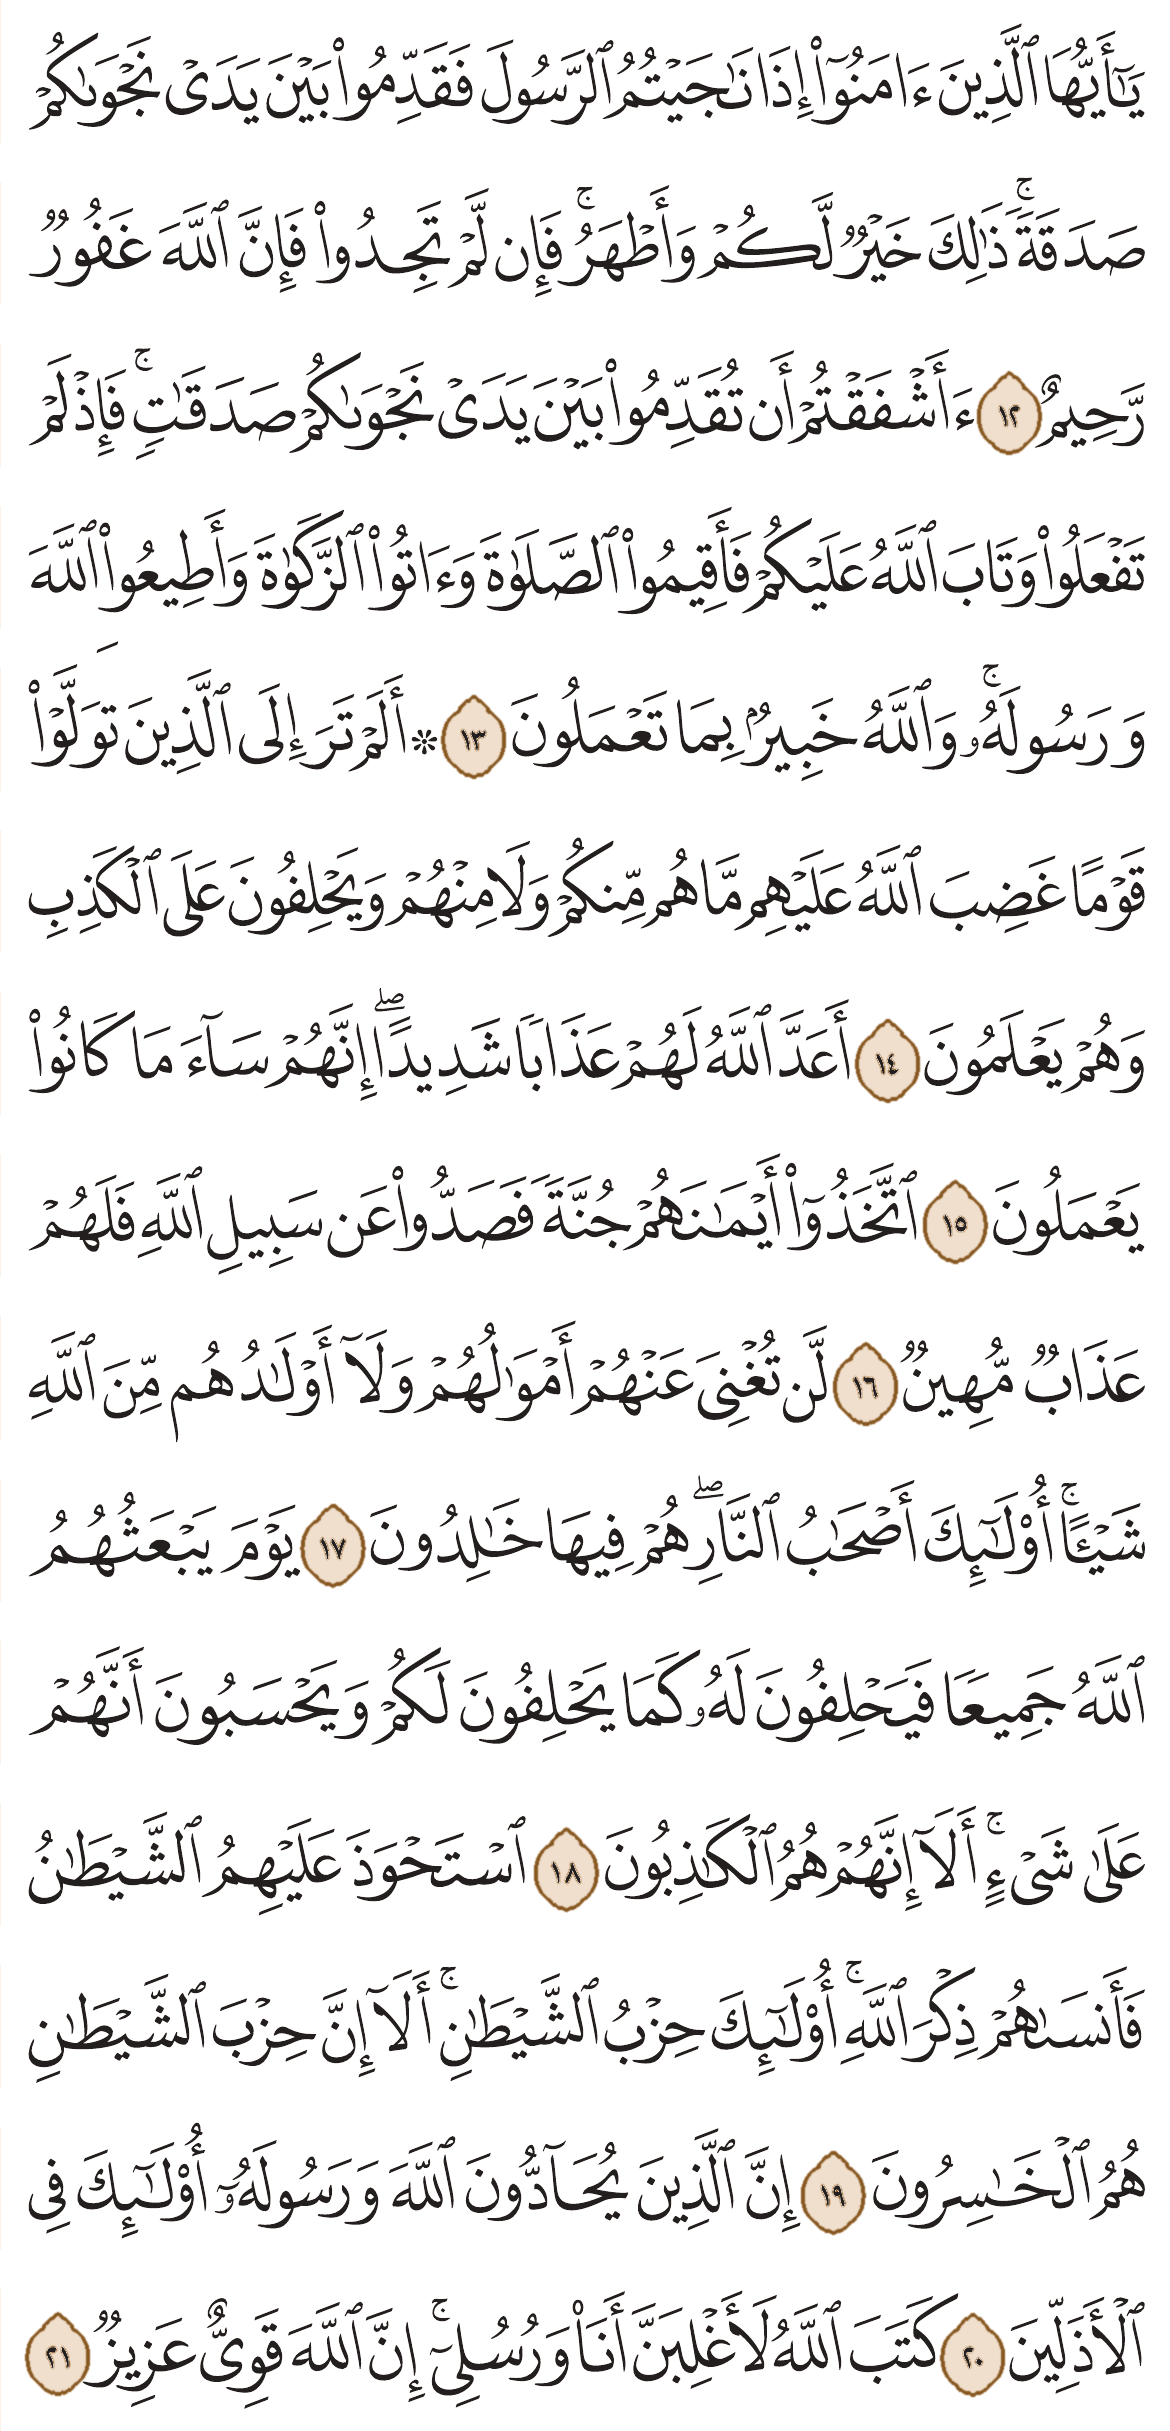 يَٰٓأَيُّهَا ٱلَّذِينَ ءَامَنُوٓا۟ إِذَا نَٰجَيْتُمُ ٱلرَّسُولَ فَقَدِّمُوا۟ بَيْنَ يَدَىْ نَجْوَىٰكُمْ
صَدَقَةً ۚ ذَٰلِكَ خَيْرٌ لَّكُمْ وَأَطْهَرُ ۚ فَإِن لَّمْ تَجِدُوا۟ فَإِنَّ ٱللَّهَ غَفُورٌ
رَّحِيمٌ ١٢ ءَأَشْفَقْتُمْ أَن تُقَدِّمُوا۟ بَيْنَ يَدَىْ نَجْوَىٰكُمْ صَدَقَٰتٍ ۚ فَإِذْ لَمْ
تَفْعَلُوا۟ وَتَابَ ٱللَّهُ عَلَيْكُمْ فَأَقِيمُوا۟ ٱلصَّلَوٰةَ وَءَاتُوا۟ ٱلزَّكَوٰةَ وَأَطِيعُوا۟ ٱللَّهَ
وَرَسُولَهُۥ ۚ وَٱللَّهُ خَبِيرٌۢ بِمَا تَعْمَلُونَ ١٣ ۞ أَلَمْ تَرَ إِلَى ٱلَّذِينَ تَوَلَّوْا۟
قَوْمًا غَضِبَ ٱللَّهُ عَلَيْهِم مَّا هُم مِّنكُمْ وَلَا مِنْهُمْ وَيَحْلِفُونَ عَلَى ٱلْكَذِبِ
وَهُمْ يَعْلَمُونَ ١٤ أَعَدَّ ٱللَّهُ لَهُمْ عَذَابًا شَدِيدًا ۖ إِنَّهُمْ سَآءَ مَا كَانُوا۟
يَعْمَلُونَ ١٥ ٱتَّخَذُوٓا۟ أَيْمَٰنَهُمْ جُنَّةً فَصَدُّوا۟ عَن سَبِيلِ ٱللَّهِ فَلَهُمْ
عَذَابٌ مُّهِينٌ ١٦ لَّن تُغْنِىَ عَنْهُمْ أَمْوَٰلُهُمْ وَلَآ أَوْلَٰدُهُم مِّنَ ٱللَّهِ
شَيْـًٔا ۚ أُو۟لَٰٓئِكَ أَصْحَٰبُ ٱلنَّارِ ۖ هُمْ فِيهَا خَٰلِدُونَ ١٧ يَوْمَ يَبْعَثُهُمُ
ٱللَّهُ جَمِيعًا فَيَحْلِفُونَ لَهُۥ كَمَا يَحْلِفُونَ لَكُمْ وَيَحْسَبُونَ أَنَّهُمْ
عَلَىٰ شَىْءٍ ۚ أَلَآ إِنَّهُمْ هُمُ ٱلْكَٰذِبُونَ ١٨ ٱسْتَحْوَذَ عَلَيْهِمُ ٱلشَّيْطَٰنُ
فَأَنسَىٰهُمْ ذِكْرَ ٱللَّهِ ۚ أُو۟لَٰٓئِكَ حِزْبُ ٱلشَّيْطَٰنِ ۚ أَلَآ إِنَّ حِزْبَ ٱلشَّيْطَٰنِ
هُمُ ٱلْخَٰسِرُونَ ١٩ إِنَّ ٱلَّذِينَ يُحَآدُّونَ ٱللَّهَ وَرَسُولَهُۥٓ أُو۟لَٰٓئِكَ فِى
ٱلْأَذَلِّينَ ٢٠ كَتَبَ ٱللَّهُ لَأَغْلِبَنَّ أَنَا۠ وَرُسُلِىٓ ۚ إِنَّ ٱللَّهَ قَوِىٌّ عَزِيزٌ ٢١